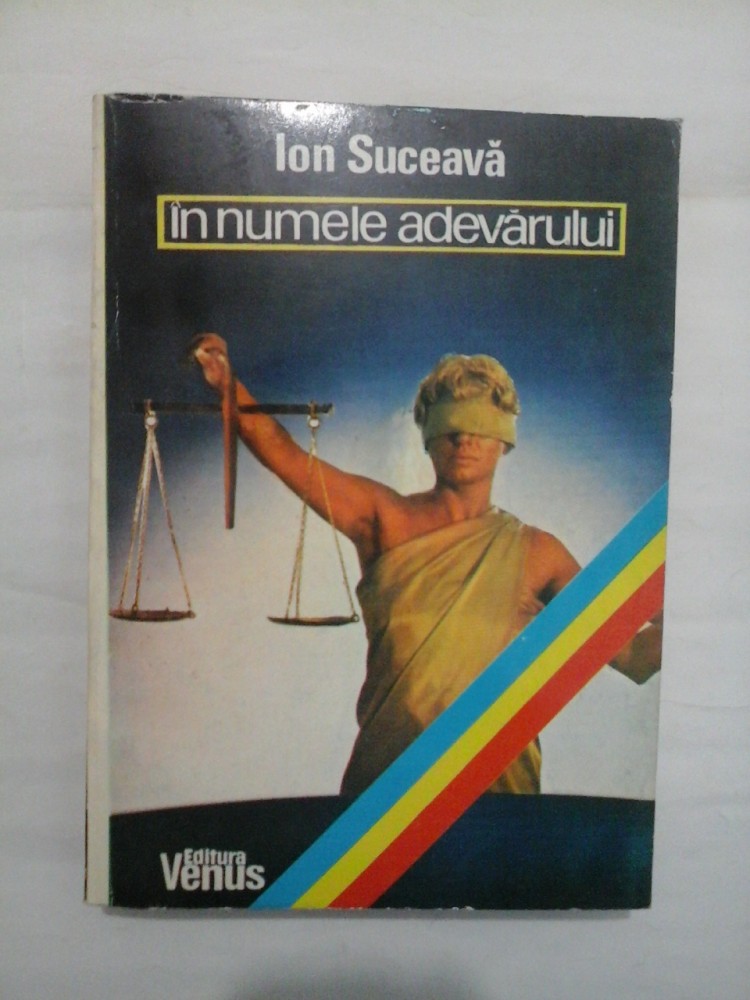 Ion Suceavă
În numele adevărului
Editura
Venus